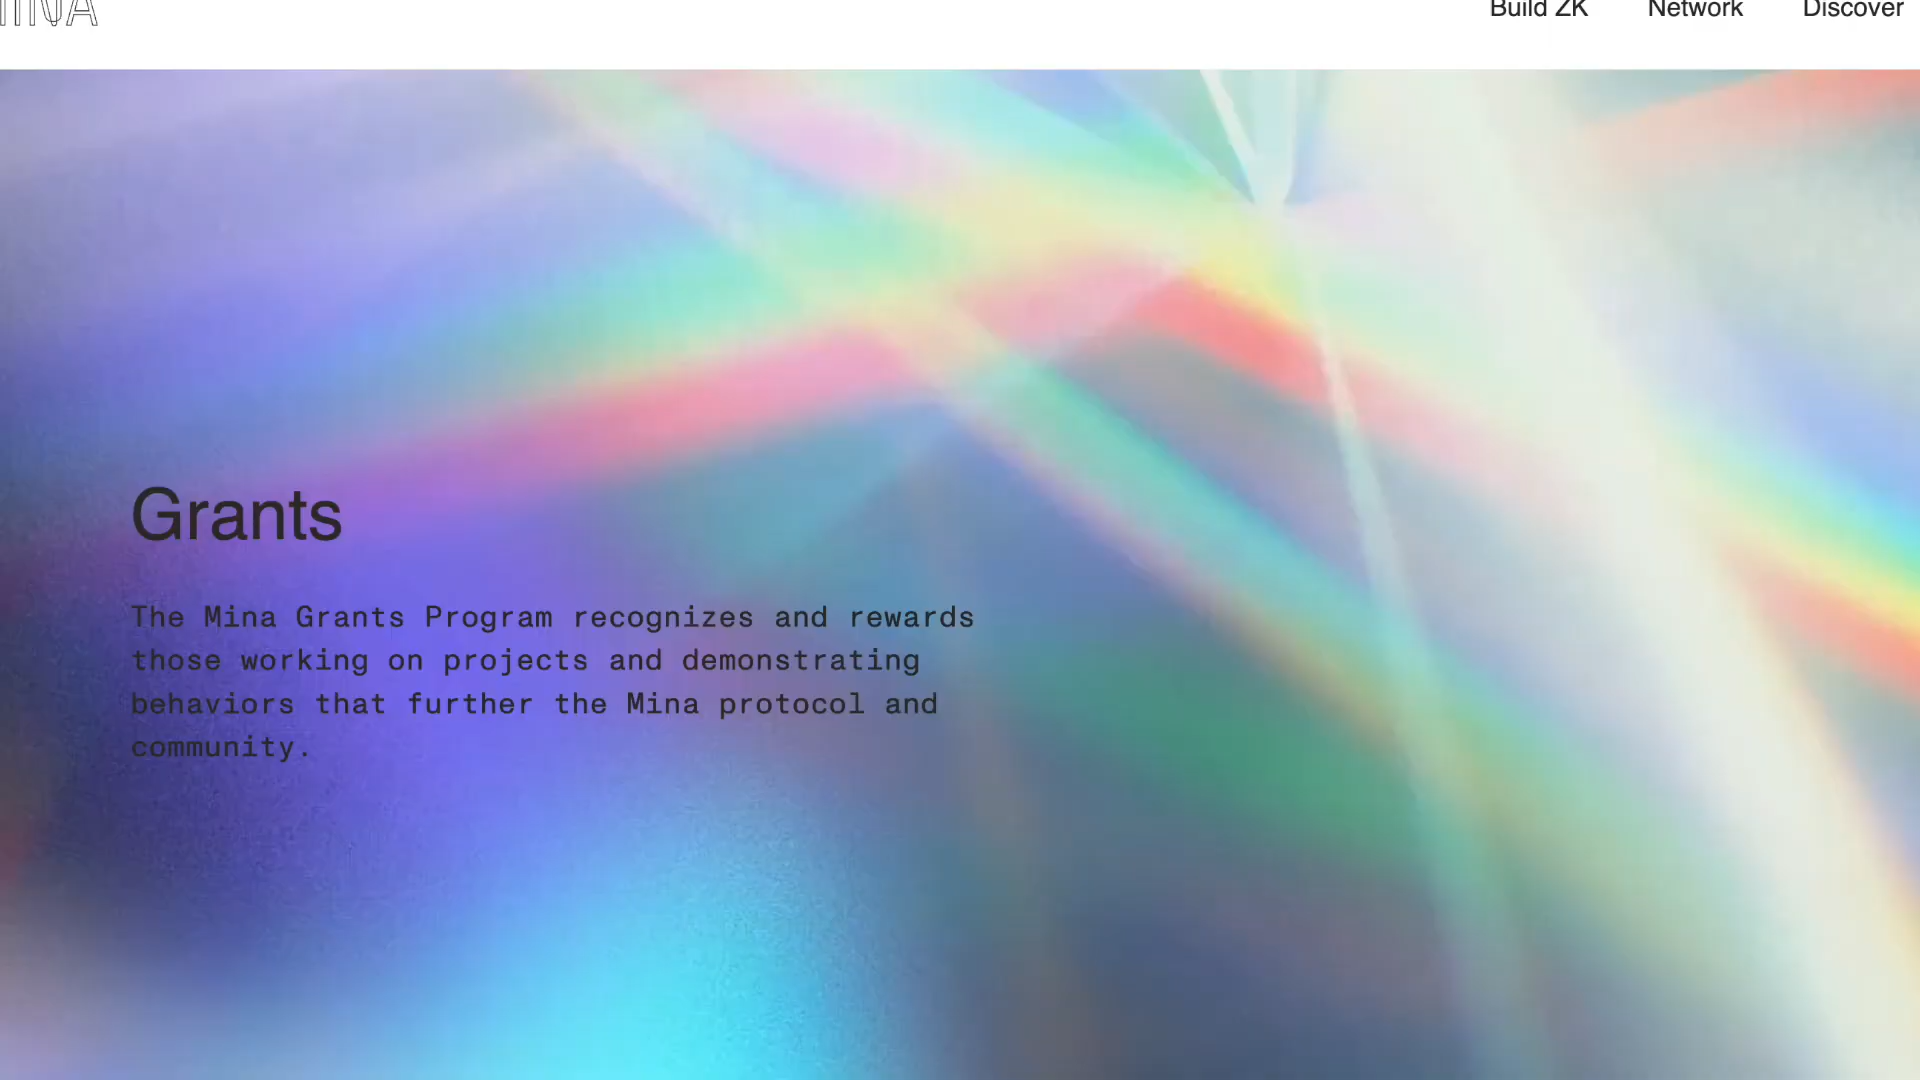 MINA
Build ZK
Network
Discover
Grants
The Mina Grants Program recognizes and rewards
those working on projects and demonstrating
behaviors that further the Mina protocol and
community.